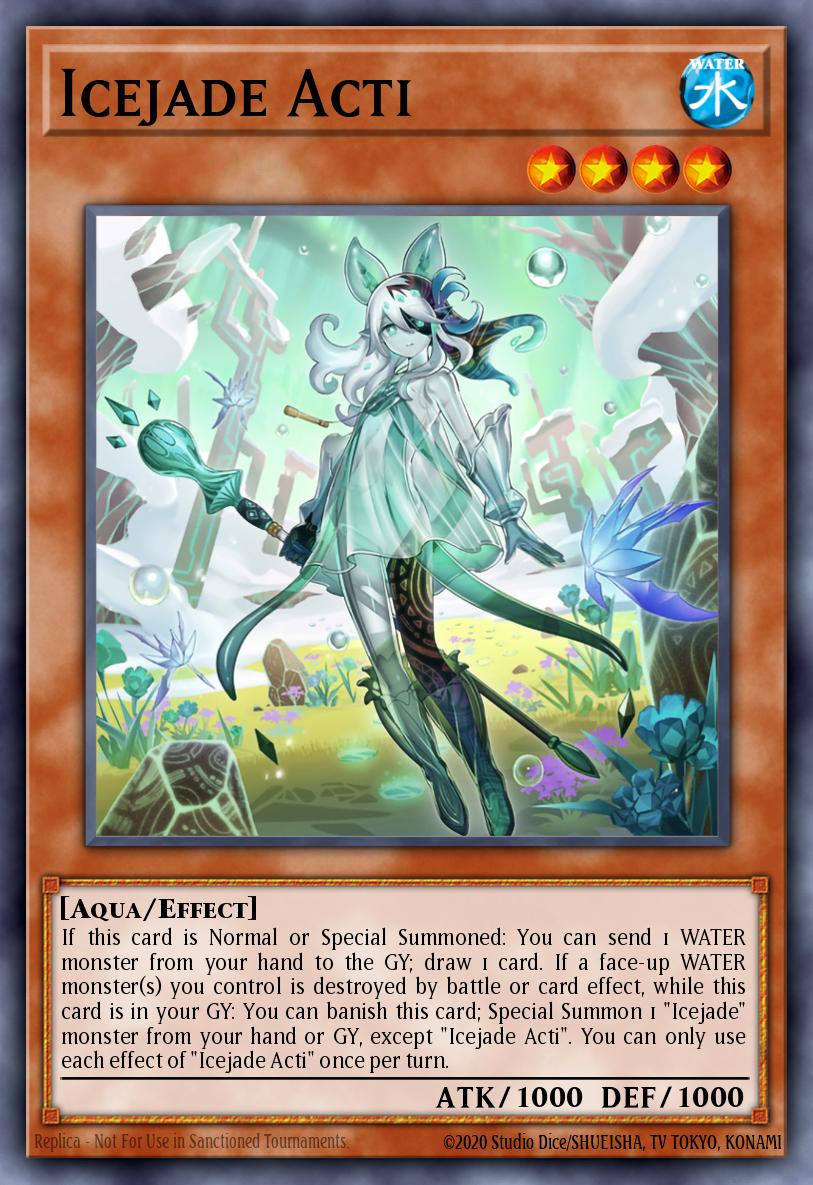 Icejade Acti
WATER
水
[Aqua/Effect]
If this card is Normal or Special Summoned: You can send 1 WATER
monster from your hand to the GY; draw 1 card. If a face-up WATER
monster(s) you control is destroyed by battle or card effect, while this
card is in your GY: You can banish this card; Special Summon 1 "Icejade"
monster from your hand or GY, except "Icejade Acti". You can only use
each effect of "Icejade Acti" once per turn.
ATK/1000 DEF/1000
Replica - Not For Use in Sanctioned Tournaments.
©2020 Studio Dice/SHUEISHA, TV TOKYO, KONAMI